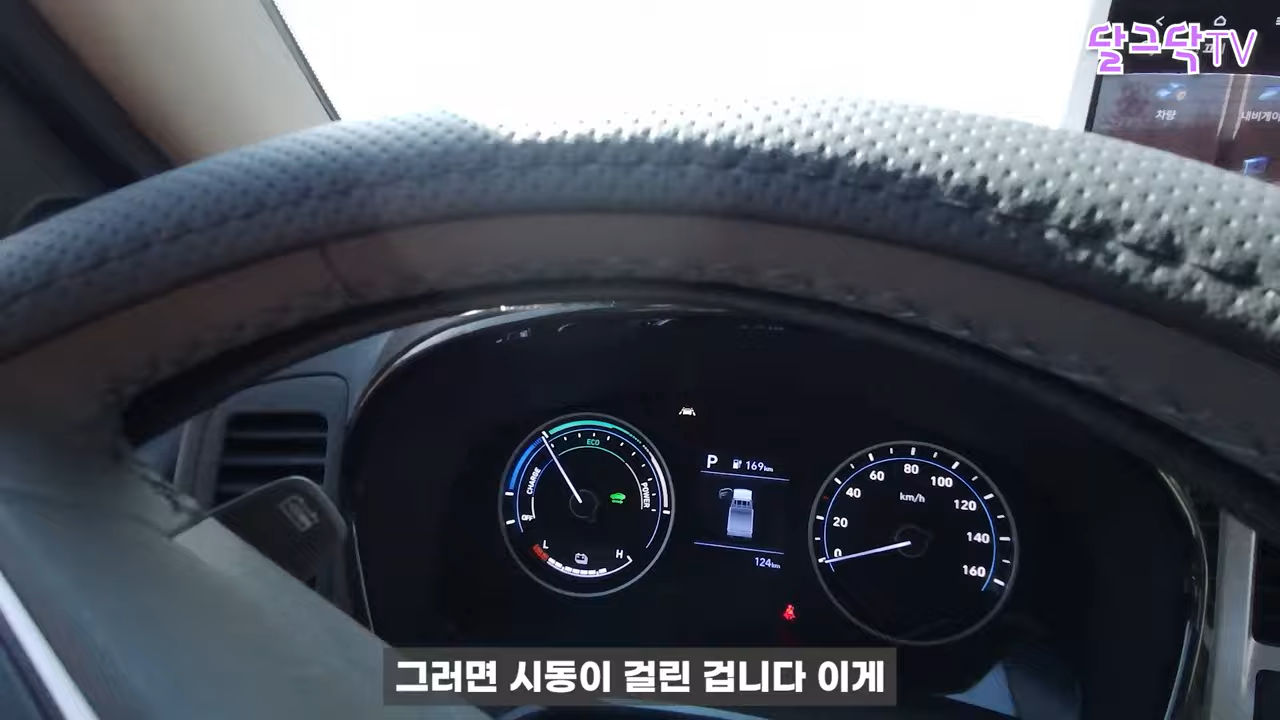 달그닥TV
차량
내비게이
ECO
CHARGE
POWER
OFF
L
H
P
169km
124km
0
20
40
60
80
100
120
140
160
km/h
그러면 시동이 걸린 겁니다 이게